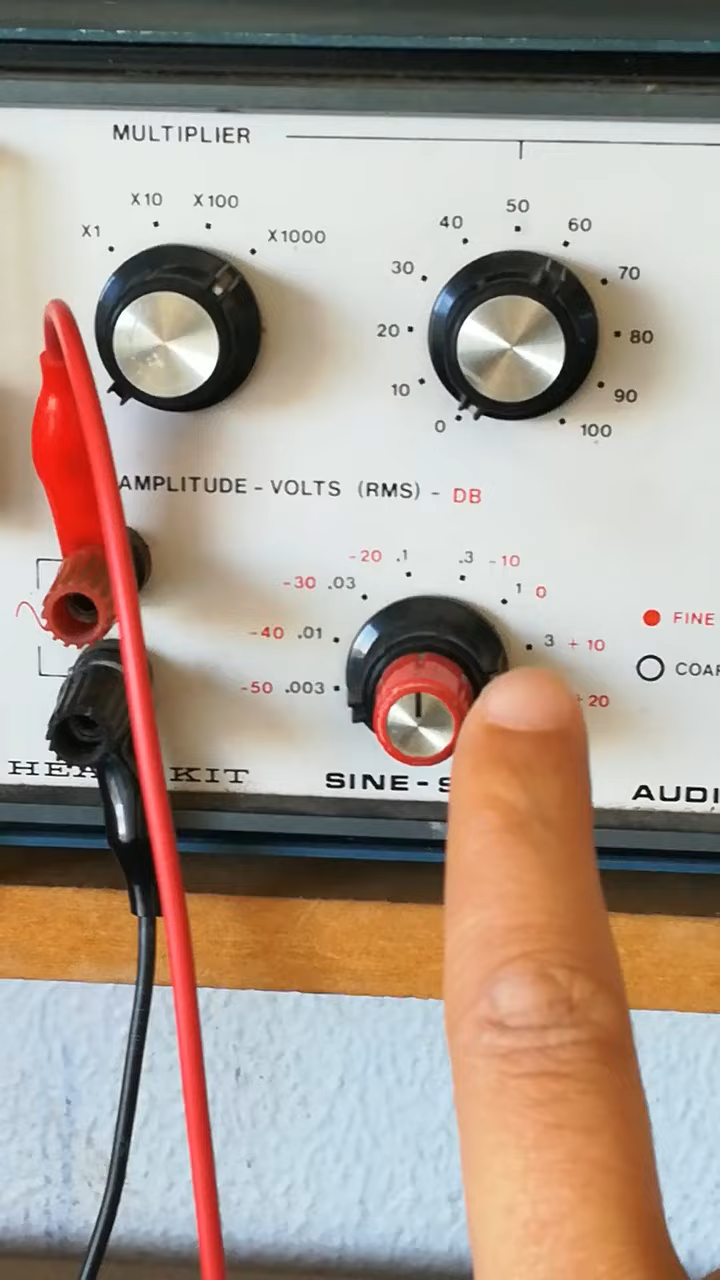 MULTIPLIER
X1 X10 X100 X1000
0 10 20 30 40 50 60 70 80 90 100
AMPLITUDE - VOLTS (RMS) - DB
-50 .003
-40 .01
-30 .03
-20 .1
.3 -10
1 0
3 +10
+20
FINE
HEA KIT
SINE-S
AUDI